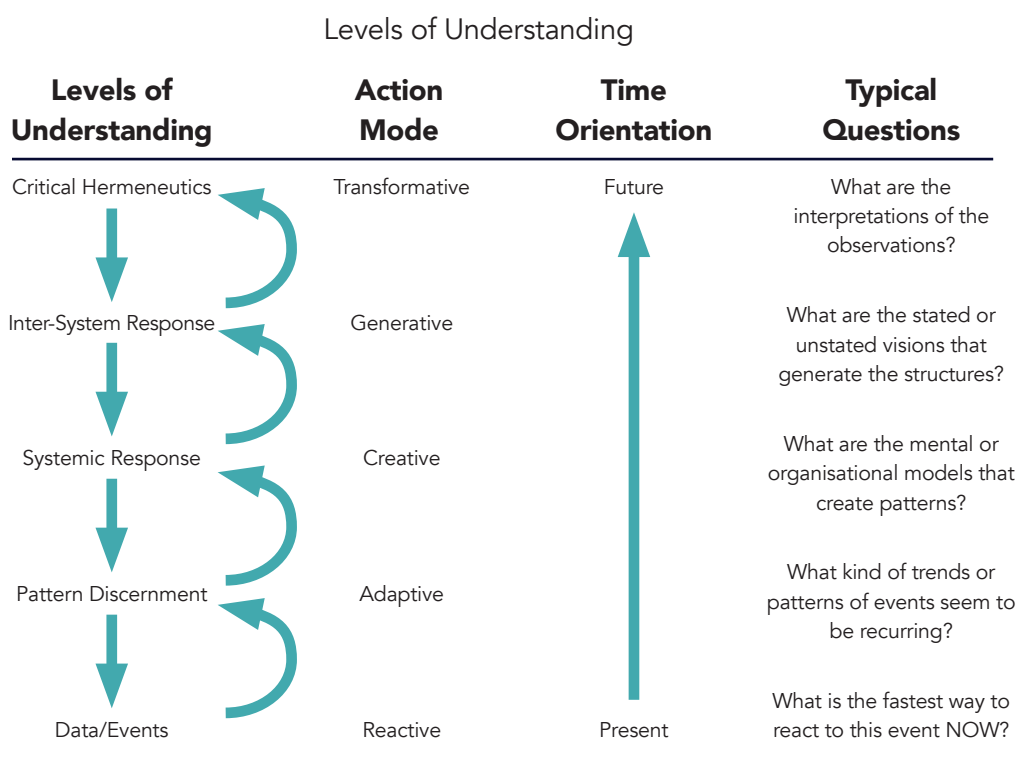 Levels of Understanding
Levels of
Understanding
Action
Mode
Time
Orientation
Typical
Questions
Critical Hermeneutics
Transformative
Future
What are the
interpretations of the
observations?
Inter-System Response
Generative
What are the stated or
unstated visions that
generate the structures?
Systemic Response
Creative
What are the mental or
organisational models that
create patterns?
Pattern Discernment
Adaptive
What kind of trends or
patterns of events seem to
be recurring?
Data/Events
Reactive
Present
What is the fastest way to
react to this event NOW?